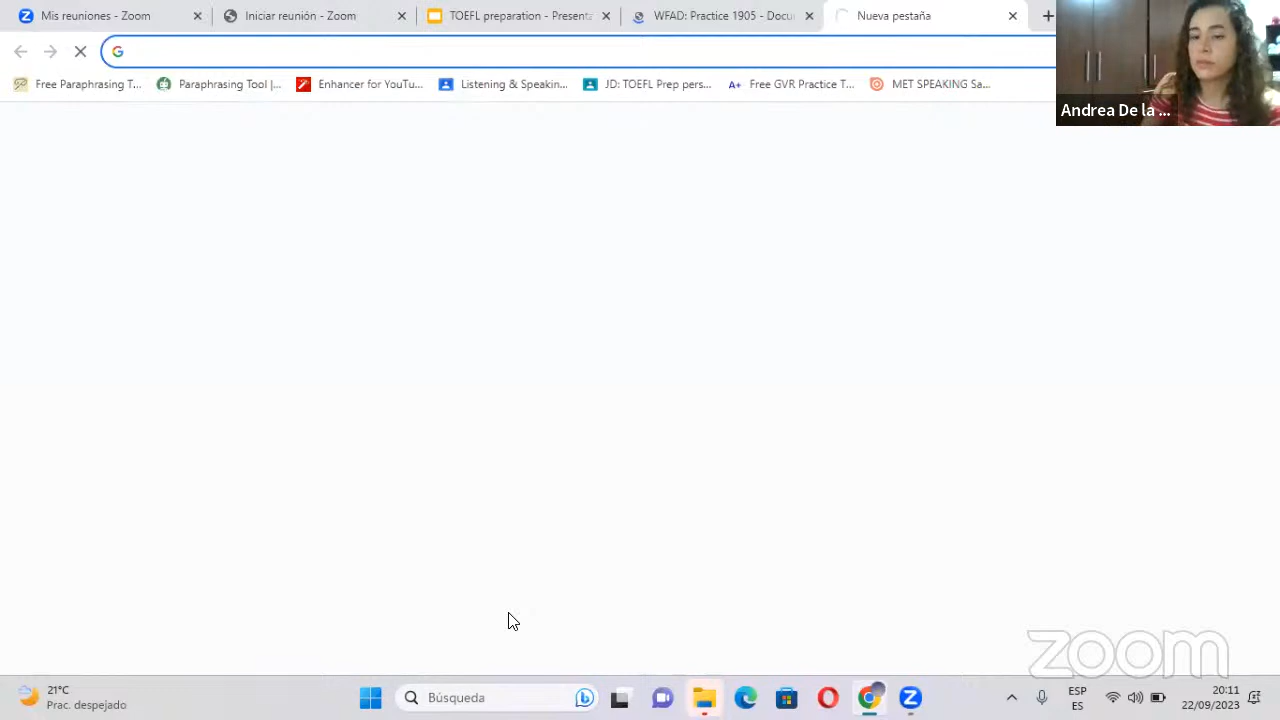 Mis reuniones - Zoom
Iniciar reunión - Zoom
TOEFL preparation - Presenta
WFAD: Practice 1905 - Docu
Nueva pestaña
Free Paraphrasing T...
Paraphrasing Tool |...
Enhancer for YouTu...
Listening & Speakin...
JD: TOEFL Prep pers...
A+ Free GVR Practice T...
MET SPEAKING Sa...
Andrea De la ...
zoom
21°C
Prac. despejado
Búsqueda
ESP
ES
20:11
22/09/2023